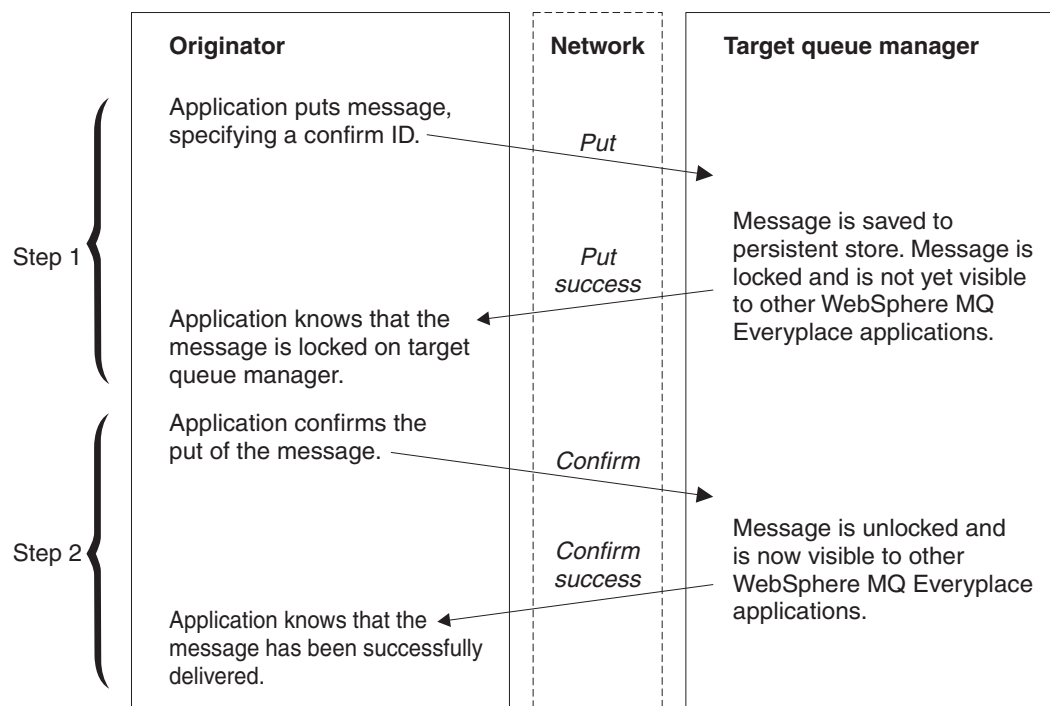 Originator
Network
Target queue manager
Step 1
Application puts message,
specifying a confirm ID.
Put
Message is saved to
persistent store. Message is
locked and is not yet visible
to other WebSphere MQ
Everyplace applications.
Put
success
Application knows that the
message is locked on target
queue manager.
Step 2
Application confirms the
put of the message.
Confirm
Message is unlocked and
is now visible to other
WebSphere MQ Everyplace
applications.
Confirm
success
Application knows that the
message has been successfully
delivered.